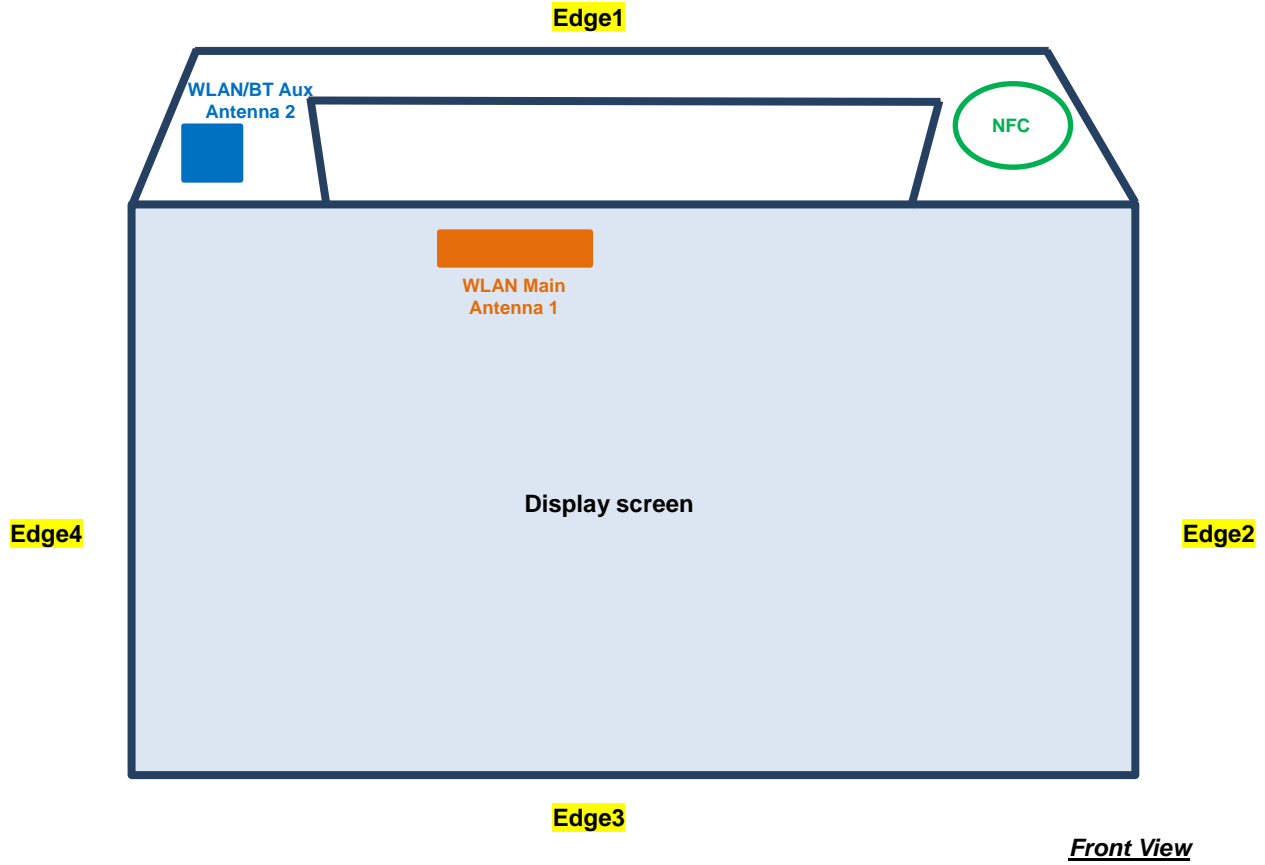 Edge1
WLAN/BT Aux
Antenna 2
NFC
WLAN Main
Antenna 1
Display screen
Edge4
Edge2
Edge3
Front View